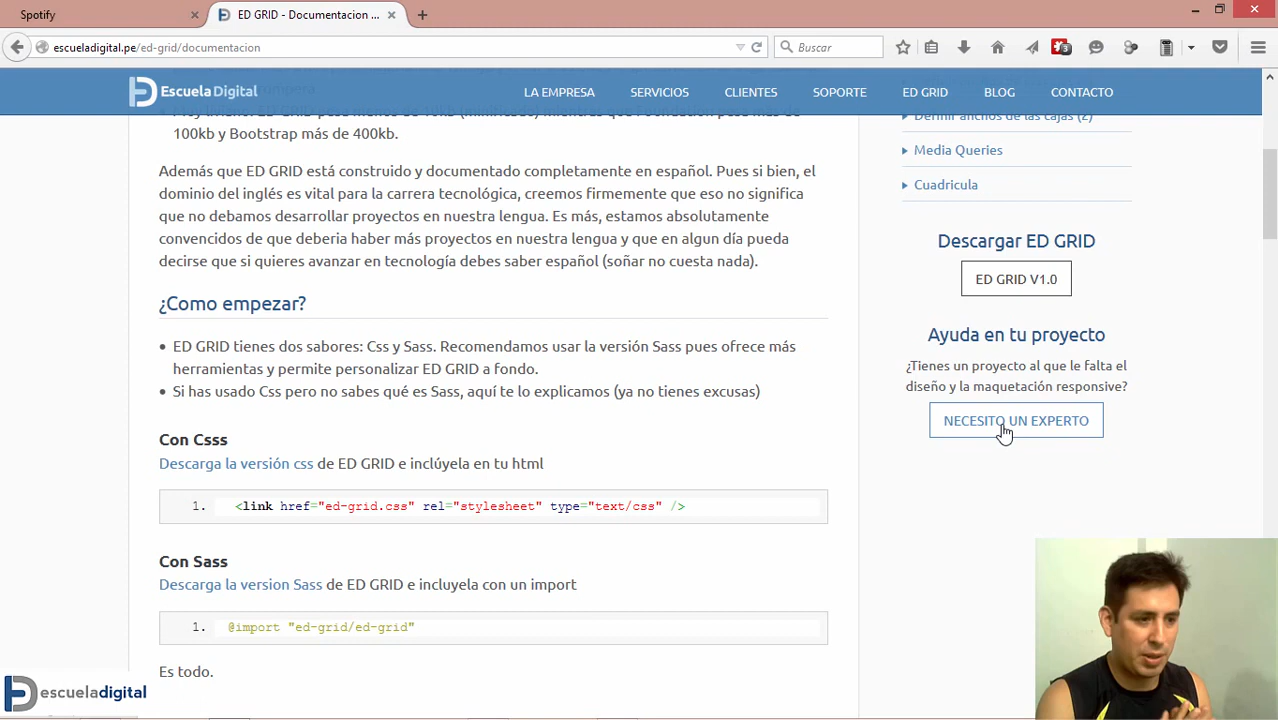 Spotify
ED GRID - Documentacion ...
escueladigital.pe/ed-grid/documentacion
Buscar
3
Escuela Digital
LA EMPRESA
SERVICIOS
CLIENTES
SOPORTE
ED GRID
BLOG
CONTACTO
100kb y Bootstrap más de 400kb.
Además que ED GRID está construido y documentado completamente en español. Pues si bien, el
dominio del inglés es vital para la carrera tecnológica, creemos firmemente que eso no significa
que no debamos desarrollar proyectos en nuestra lengua. Es más, estamos absolutamente
convencidos de que deberia haber más proyectos en nuestra lengua y que en algun día pueda
decirse que si quieres avanzar en tecnología debes saber español (soñar no cuesta nada).
¿Como empezar?
ED GRID tienes dos sabores: Css y Sass. Recomendamos usar la versión Sass pues ofrece más
herramientas y permite personalizar ED GRID a fondo.
Si has usado Css pero no sabes qué es Sass, aquí te lo explicamos (ya no tienes excusas)
Con Csss
Descarga la versión css de ED GRID e inclúyela en tu html
1. <link href="ed-grid.css" rel="stylesheet" type="text/css" />
Con Sass
Descarga la version Sass de ED GRID e incluyela con un import
1. @import "ed-grid/ed-grid"
Es todo.
Definir anchos de las cajas (2)
Media Queries
Cuadricula
Descargar ED GRID
ED GRID V1.0
Ayuda en tu proyecto
¿Tienes un proyecto al que le falta el
diseño y la maquetación responsive?
NECESITO UN EXPERTO
escueladigital